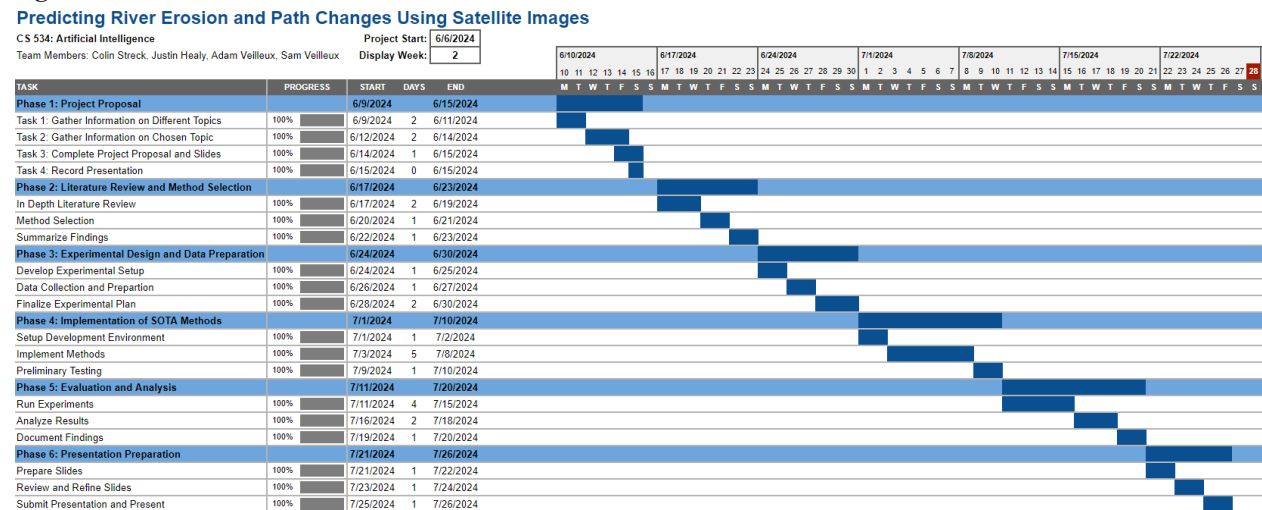 Predicting River Erosion and Path Changes Using Satellite Images
CS 534: Artificial Intelligence Project Start: 6/6/2024
Team Members: Colin Streck, Justin Healy, Adam Veilleux, Sam Veilleux Display Week: 2
6/10/2024 6/17/2024 6/24/2024 7/1/2024 7/8/2024 7/15/2024 7/22/2024
10 11 12 13 14 15 16 17 18 19 20 21 22 23 24 25 26 27 28 29 30 1 2 3 4 5 6 7 8 9 10 11 12 13 14 15 16 17 18 19 20 21 22 23 24 25 26 27 28
TASK PROGRESS START DAYS END M T W T F S S M T W T F S S M T W T F S S M T W T F S S M T W T F S S M T W T F S S M T W T F S S
Phase 1: Project Proposal 6/9/2024 6/15/2024
Task 1: Gather Information on Different Topics 100% 6/9/2024 2 6/11/2024
Task 2: Gather Information on Chosen Topic 100% 6/12/2024 2 6/14/2024
Task 3: Complete Project Proposal and Slides 100% 6/14/2024 1 6/15/2024
Task 4: Record Presentation 100% 6/15/2024 0 6/15/2024
Phase 2: Literature Review and Method Selection 6/17/2024 6/23/2024
In Depth Literature Review 100% 6/17/2024 2 6/19/2024
Method Selection 100% 6/20/2024 1 6/21/2024
Summarize Findings 100% 6/22/2024 1 6/23/2024
Phase 3: Experimental Design and Data Preparation 6/24/2024 6/30/2024
Develop Experimental Setup 100% 6/24/2024 1 6/25/2024
Data Collection and Prepartion 100% 6/26/2024 1 6/27/2024
Finalize Experimental Plan 100% 6/28/2024 2 6/30/2024
Phase 4: Implementation of SOTA Methods 7/1/2024 7/10/2024
Setup Development Environment 100% 7/1/2024 1 7/2/2024
Implement Methods 100% 7/3/2024 5 7/8/2024
Preliminary Testing 100% 7/9/2024 1 7/10/2024
Phase 5: Evaluation and Analysis 7/11/2024 7/20/2024
Run Experiments 100% 7/11/2024 4 7/15/2024
Analyze Results 100% 7/16/2024 2 7/18/2024
Document Findings 100% 7/19/2024 1 7/20/2024
Phase 6: Presentation Preparation 7/21/2024 7/26/2024
Prepare Slides 100% 7/21/2024 1 7/22/2024
Review and Refine Slides 100% 7/23/2024 1 7/24/2024
Submit Presentation and Present 100% 7/25/2024 1 7/26/2024